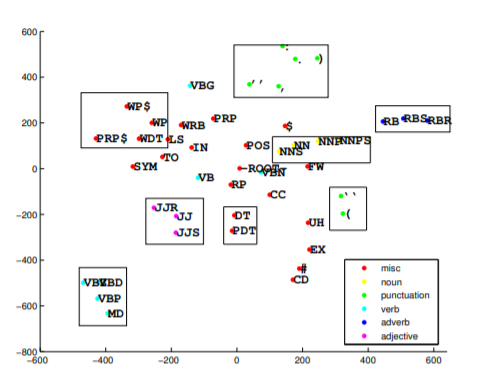 600
:
. )
400
VBG
' ' ,
WP$
200
WP
WRB
PRP
$
RB
RBS
RBR
PRP$
WDT
LS
IN
POS
NN
NNP
NNPS
NNS
TO
0
SYM
-ROOT-
VBN
FW
VB
RP
CC
` `
JJR
JJ
DT
(
-200
JJS
PDT
UH
EX
-400
#
CD
VBD
VBP
MD
-600
-800
-600 -400 -200 0 200 400 600
misc
noun
punctuation
verb
adverb
adjective